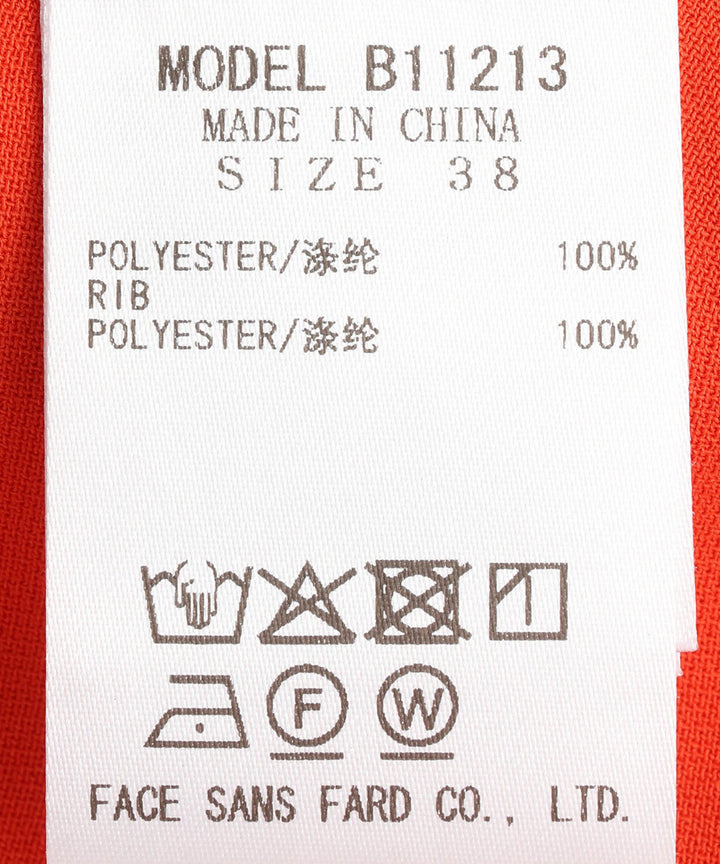 MODEL B11213
MADE IN CHINA
SIZE 38
POLYESTER/涤纶 100%
RIB
POLYESTER/涤纶 100%
F W
FACE SANS FARD CO., LTD.